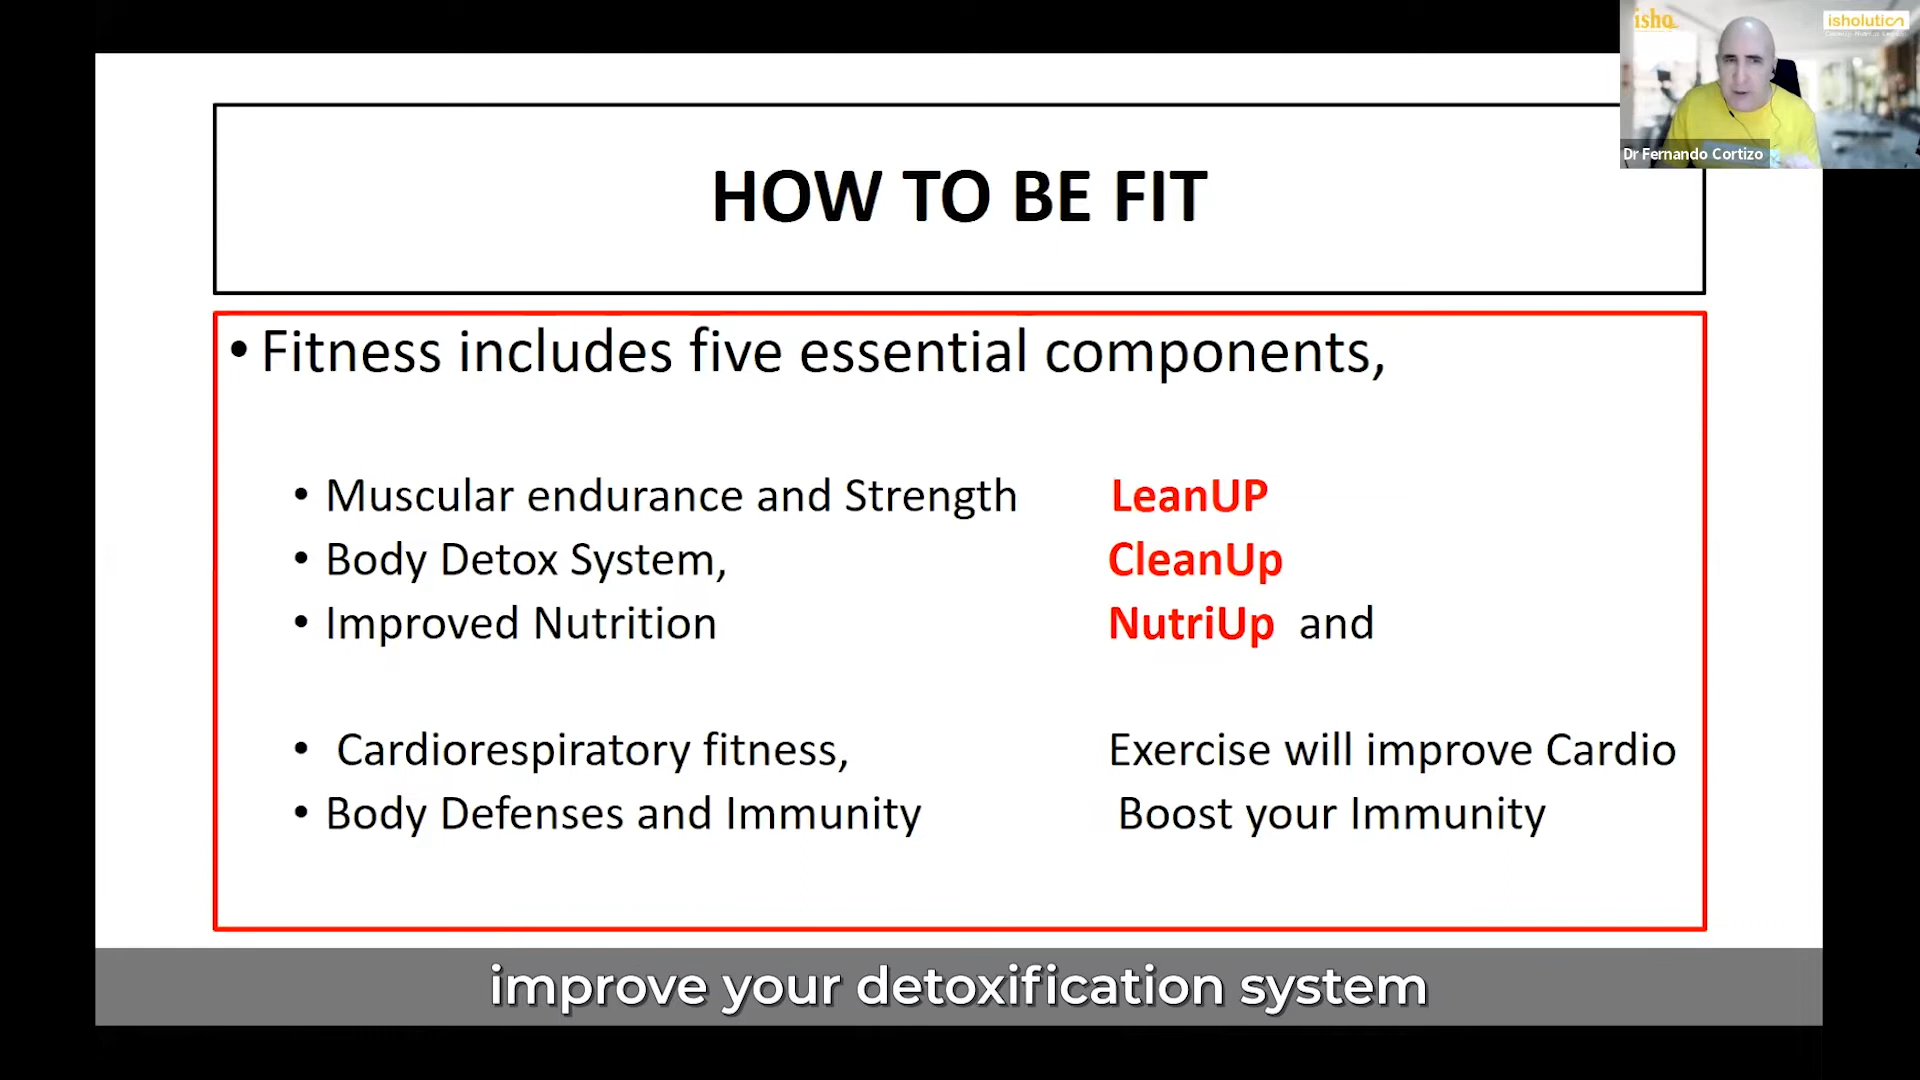 isho
isholution
Dr Fernando Cortizo
HOW TO BE FIT
• Fitness includes five essential components,
• Muscular endurance and Strength LeanUP
• Body Detox System, CleanUp
• Improved Nutrition NutriUp and
• Cardiorespiratory fitness, Exercise will improve Cardio
• Body Defenses and Immunity Boost your Immunity
improve your detoxification system